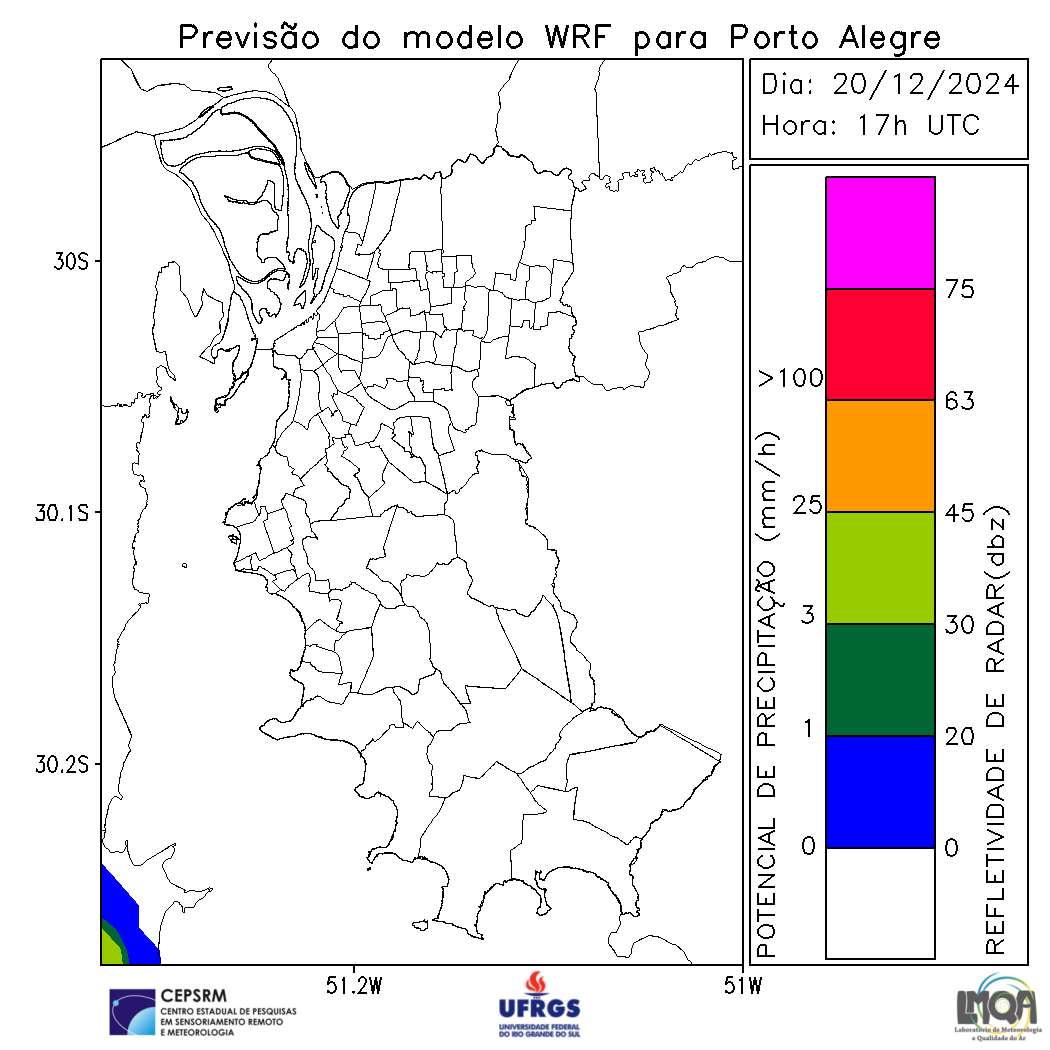 Previsão do modelo WRF para Porto Alegre
Dia: 20/12/2024
Hora: 17h UTC
30S
30.1S
30.2S
51.2W
51W
POTENCIAL DE PRECIPITAÇÃO (mm/h)
>100
25
3
1
0
75
63
45
30
20
0
REFLETIVIDADE DE RADAR(dbz)
CEPSRM
CENTRO ESTADUAL DE PESQUISAS
EM SENSORIAMENTO REMOTO
E METEOROLOGIA
UFRGS
UNIVERSIDADE FEDERAL
DO RIO GRANDE DO SUL
LMQA
Laboratório de Meteorologia
e Qualidade do Ar